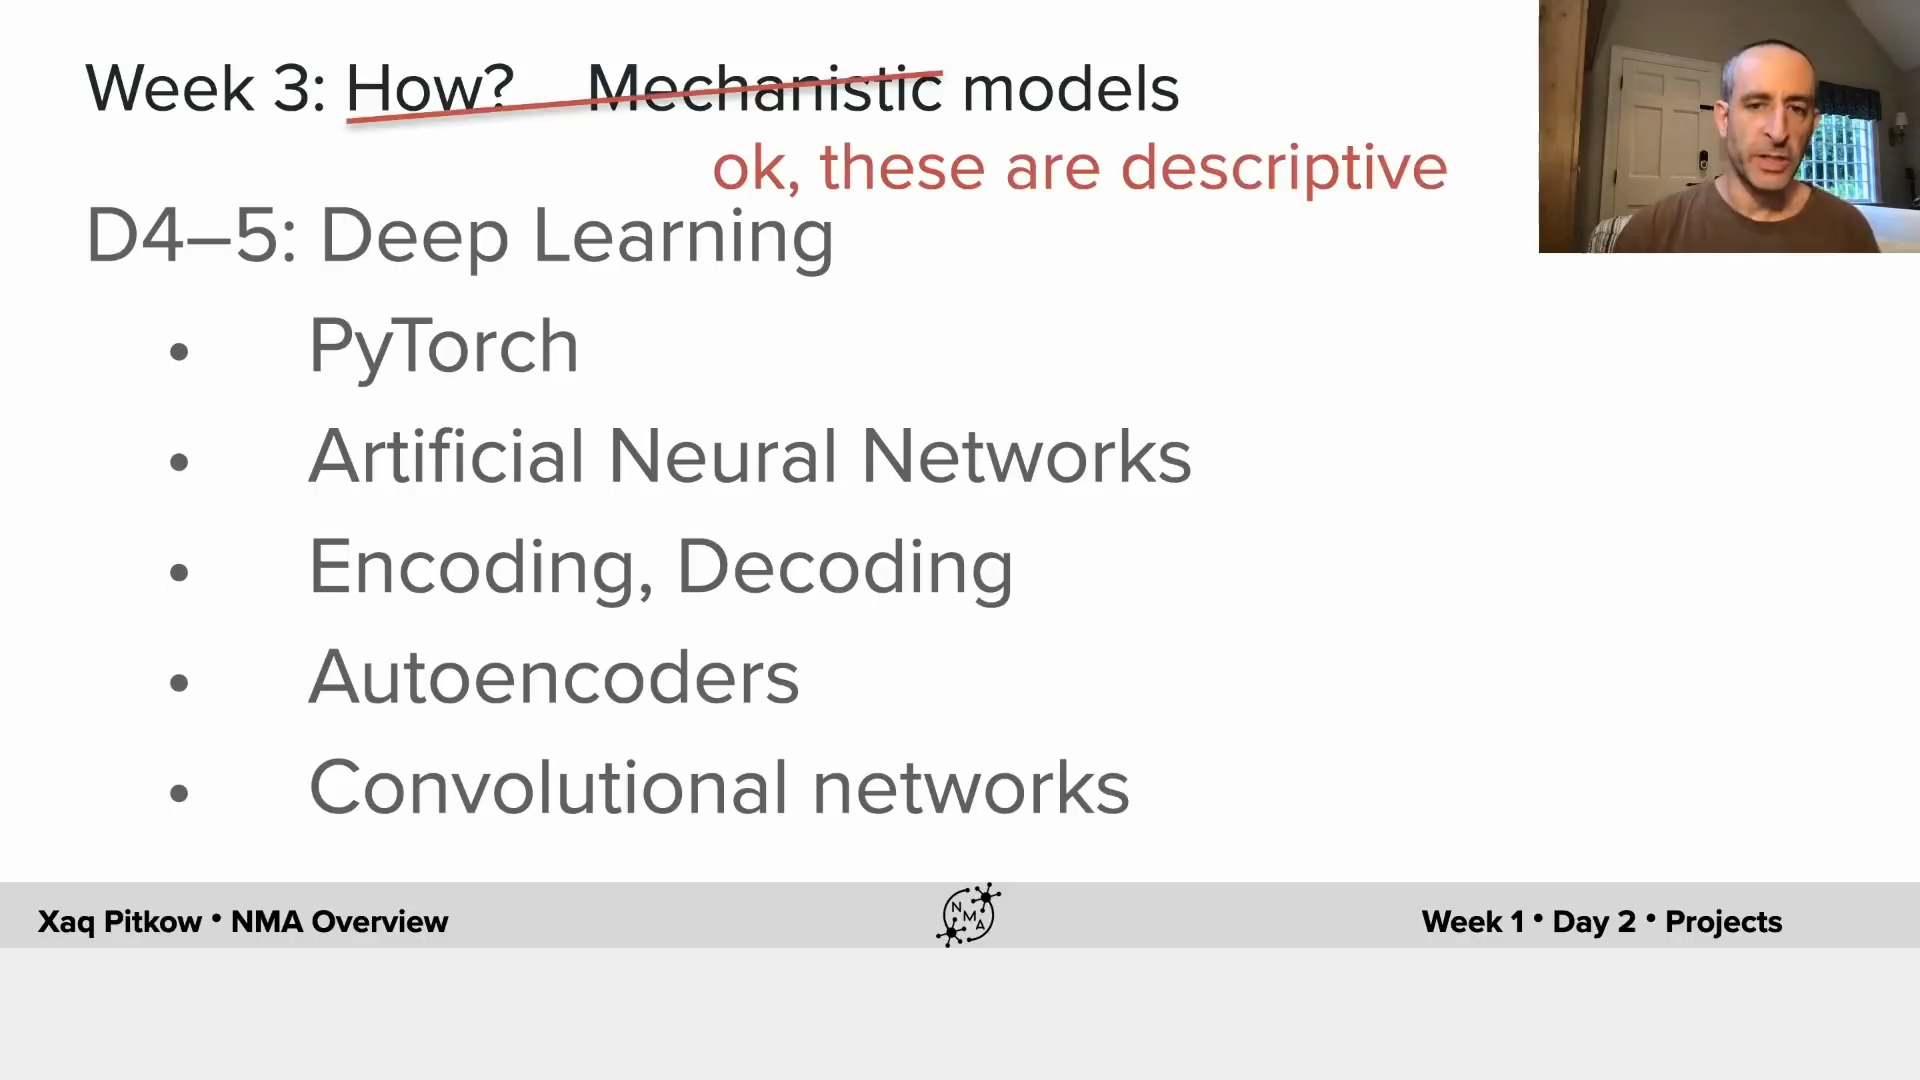 Week 3: How? Mechanistic models
ok, these are descriptive
D4–5: Deep Learning
• PyTorch
• Artificial Neural Networks
• Encoding, Decoding
• Autoencoders
• Convolutional networks
Xaq Pitkow • NMA Overview
NMA
Week 1 • Day 2 • Projects